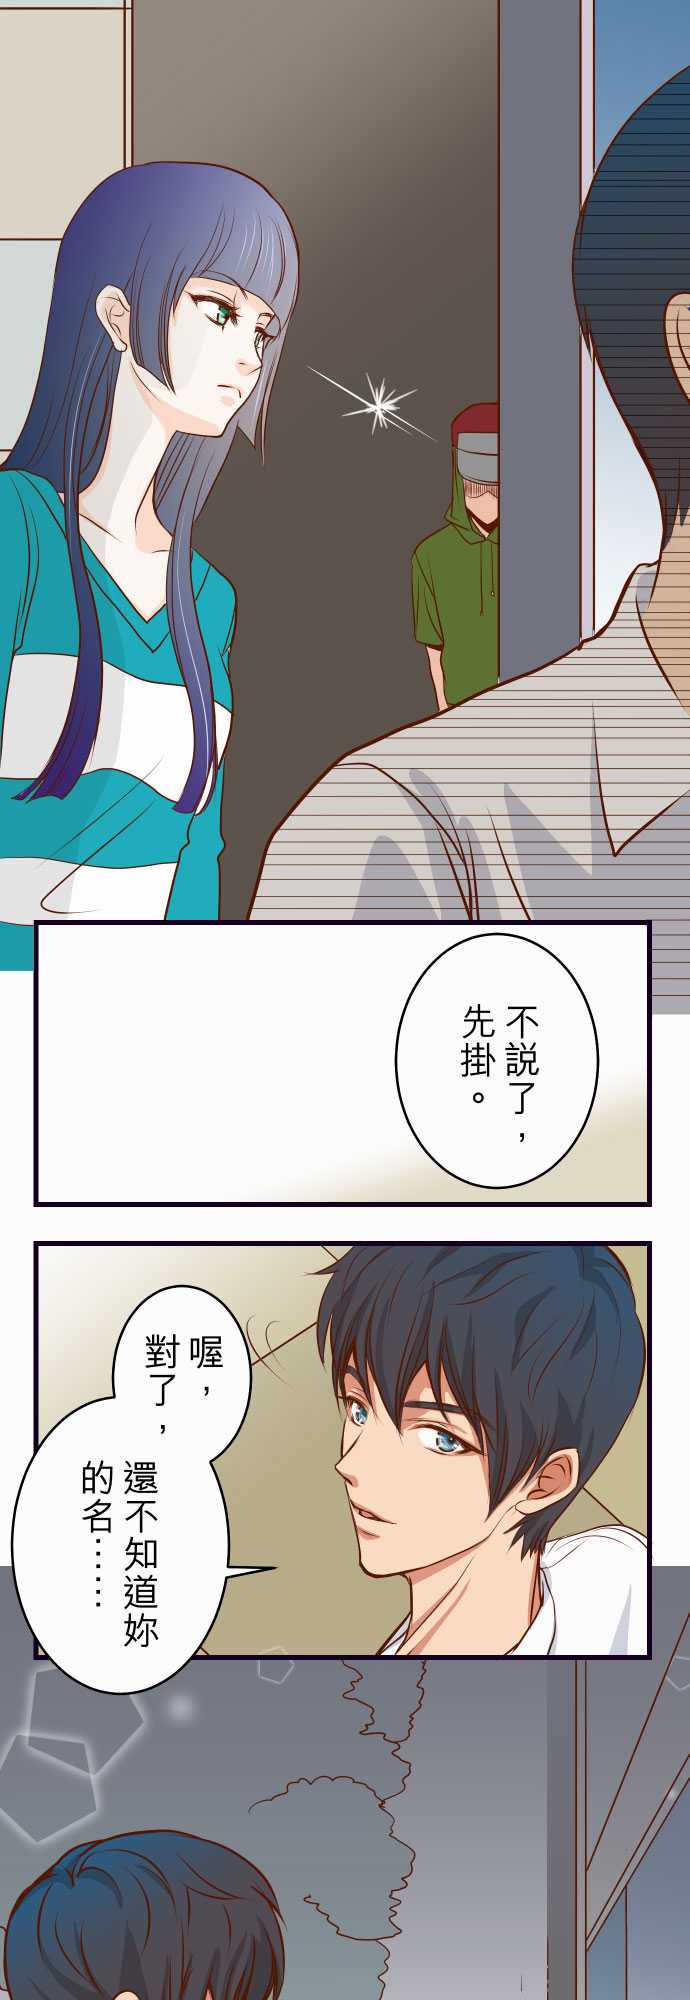 不說了，
先掛。
喔，
對了，
還不知道妳
的名⋯⋯